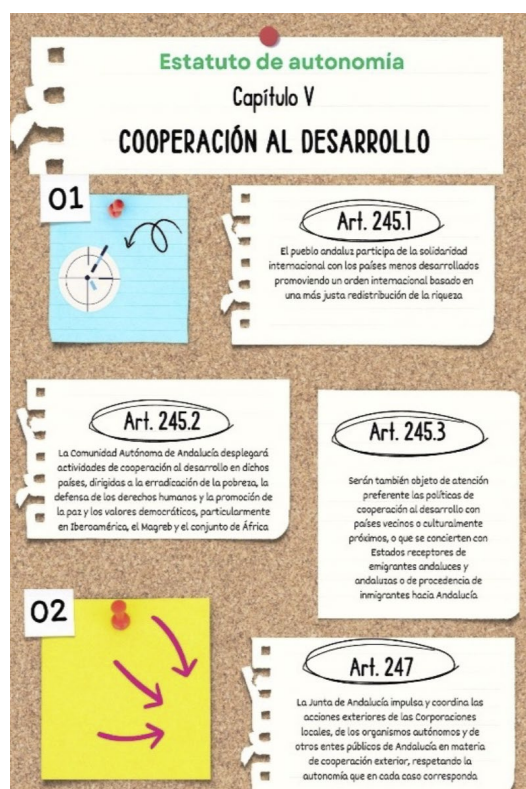 Estatuto de autonomía
Capítulo V
COOPERACIÓN AL DESARROLLO
01
Art. 245.1
El pueblo andaluz participa de la solidaridad
internacional con los países menos desarrollados
promoviendo un orden internacional basado en
una más justa redistribución de la riqueza
Art. 245.2
La Comunidad Autónoma de Andalucía desplegará
actividades de cooperación al desarrollo en dichos
países, dirigidas a la erradicación de la pobreza, la
defensa de los derechos humanos y la promoción de
la paz y los valores democráticos, particularmente
en Iberoamérica, el Magreb y el conjunto de África
Art. 245.3
Serán también objeto de atención
preferente las políticas de
cooperación al desarrollo con
países vecinos o culturalmente
próximos, o que se concierten con
Estados receptores de
emigrantes andaluces y
andaluzas o de procedencia de
inmigrantes hacia Andalucía
02
Art. 247
La Junta de Andalucía impulsa y coordina las
acciones exteriores de las Corporaciones
locales, de los organismos autónomos y de
otros entes públicos de Andalucía en materia
de cooperación exterior, respetando la
autonomía que en cada caso corresponda